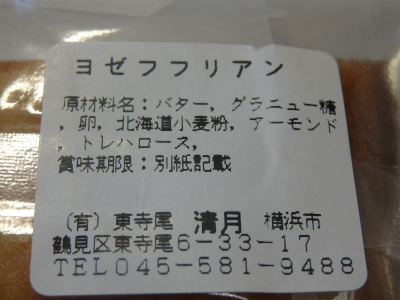 ヨゼフフリアン
原材料名：バター，グラニュー糖
，卵，北海道小麦粉，アーモンド
，トレハロース，
賞味期限：別紙記載
（有）東寺尾 清月 横浜市
鶴見区東寺尾6－33－17
TEL045－581－9488